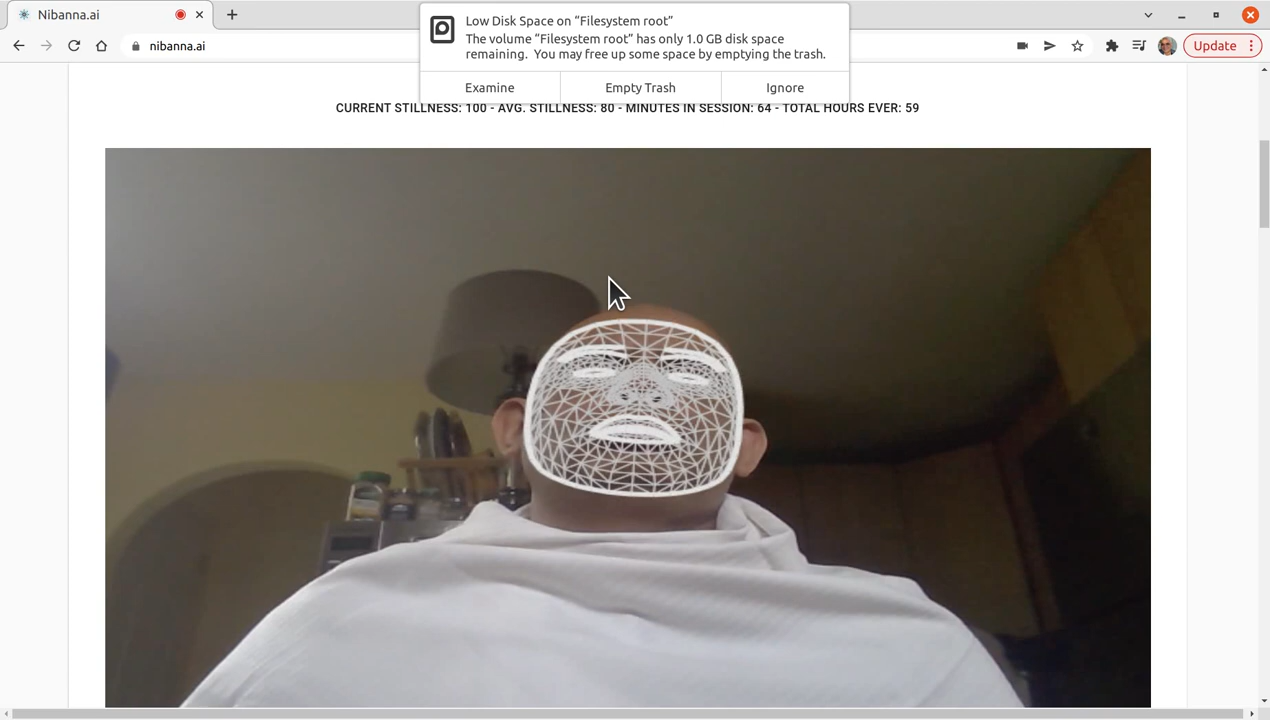 Nibanna.ai
nibanna.ai
Update
Low Disk Space on “Filesystem root”
The volume “Filesystem root” has only 1.0 GB disk space
remaining. You may free up some space by emptying the trash.
Examine
Empty Trash
Ignore
CURRENT STILLNESS: 100 - AVG. STILLNESS: 80 - MINUTES IN SESSION: 64 - TOTAL HOURS EVER: 59